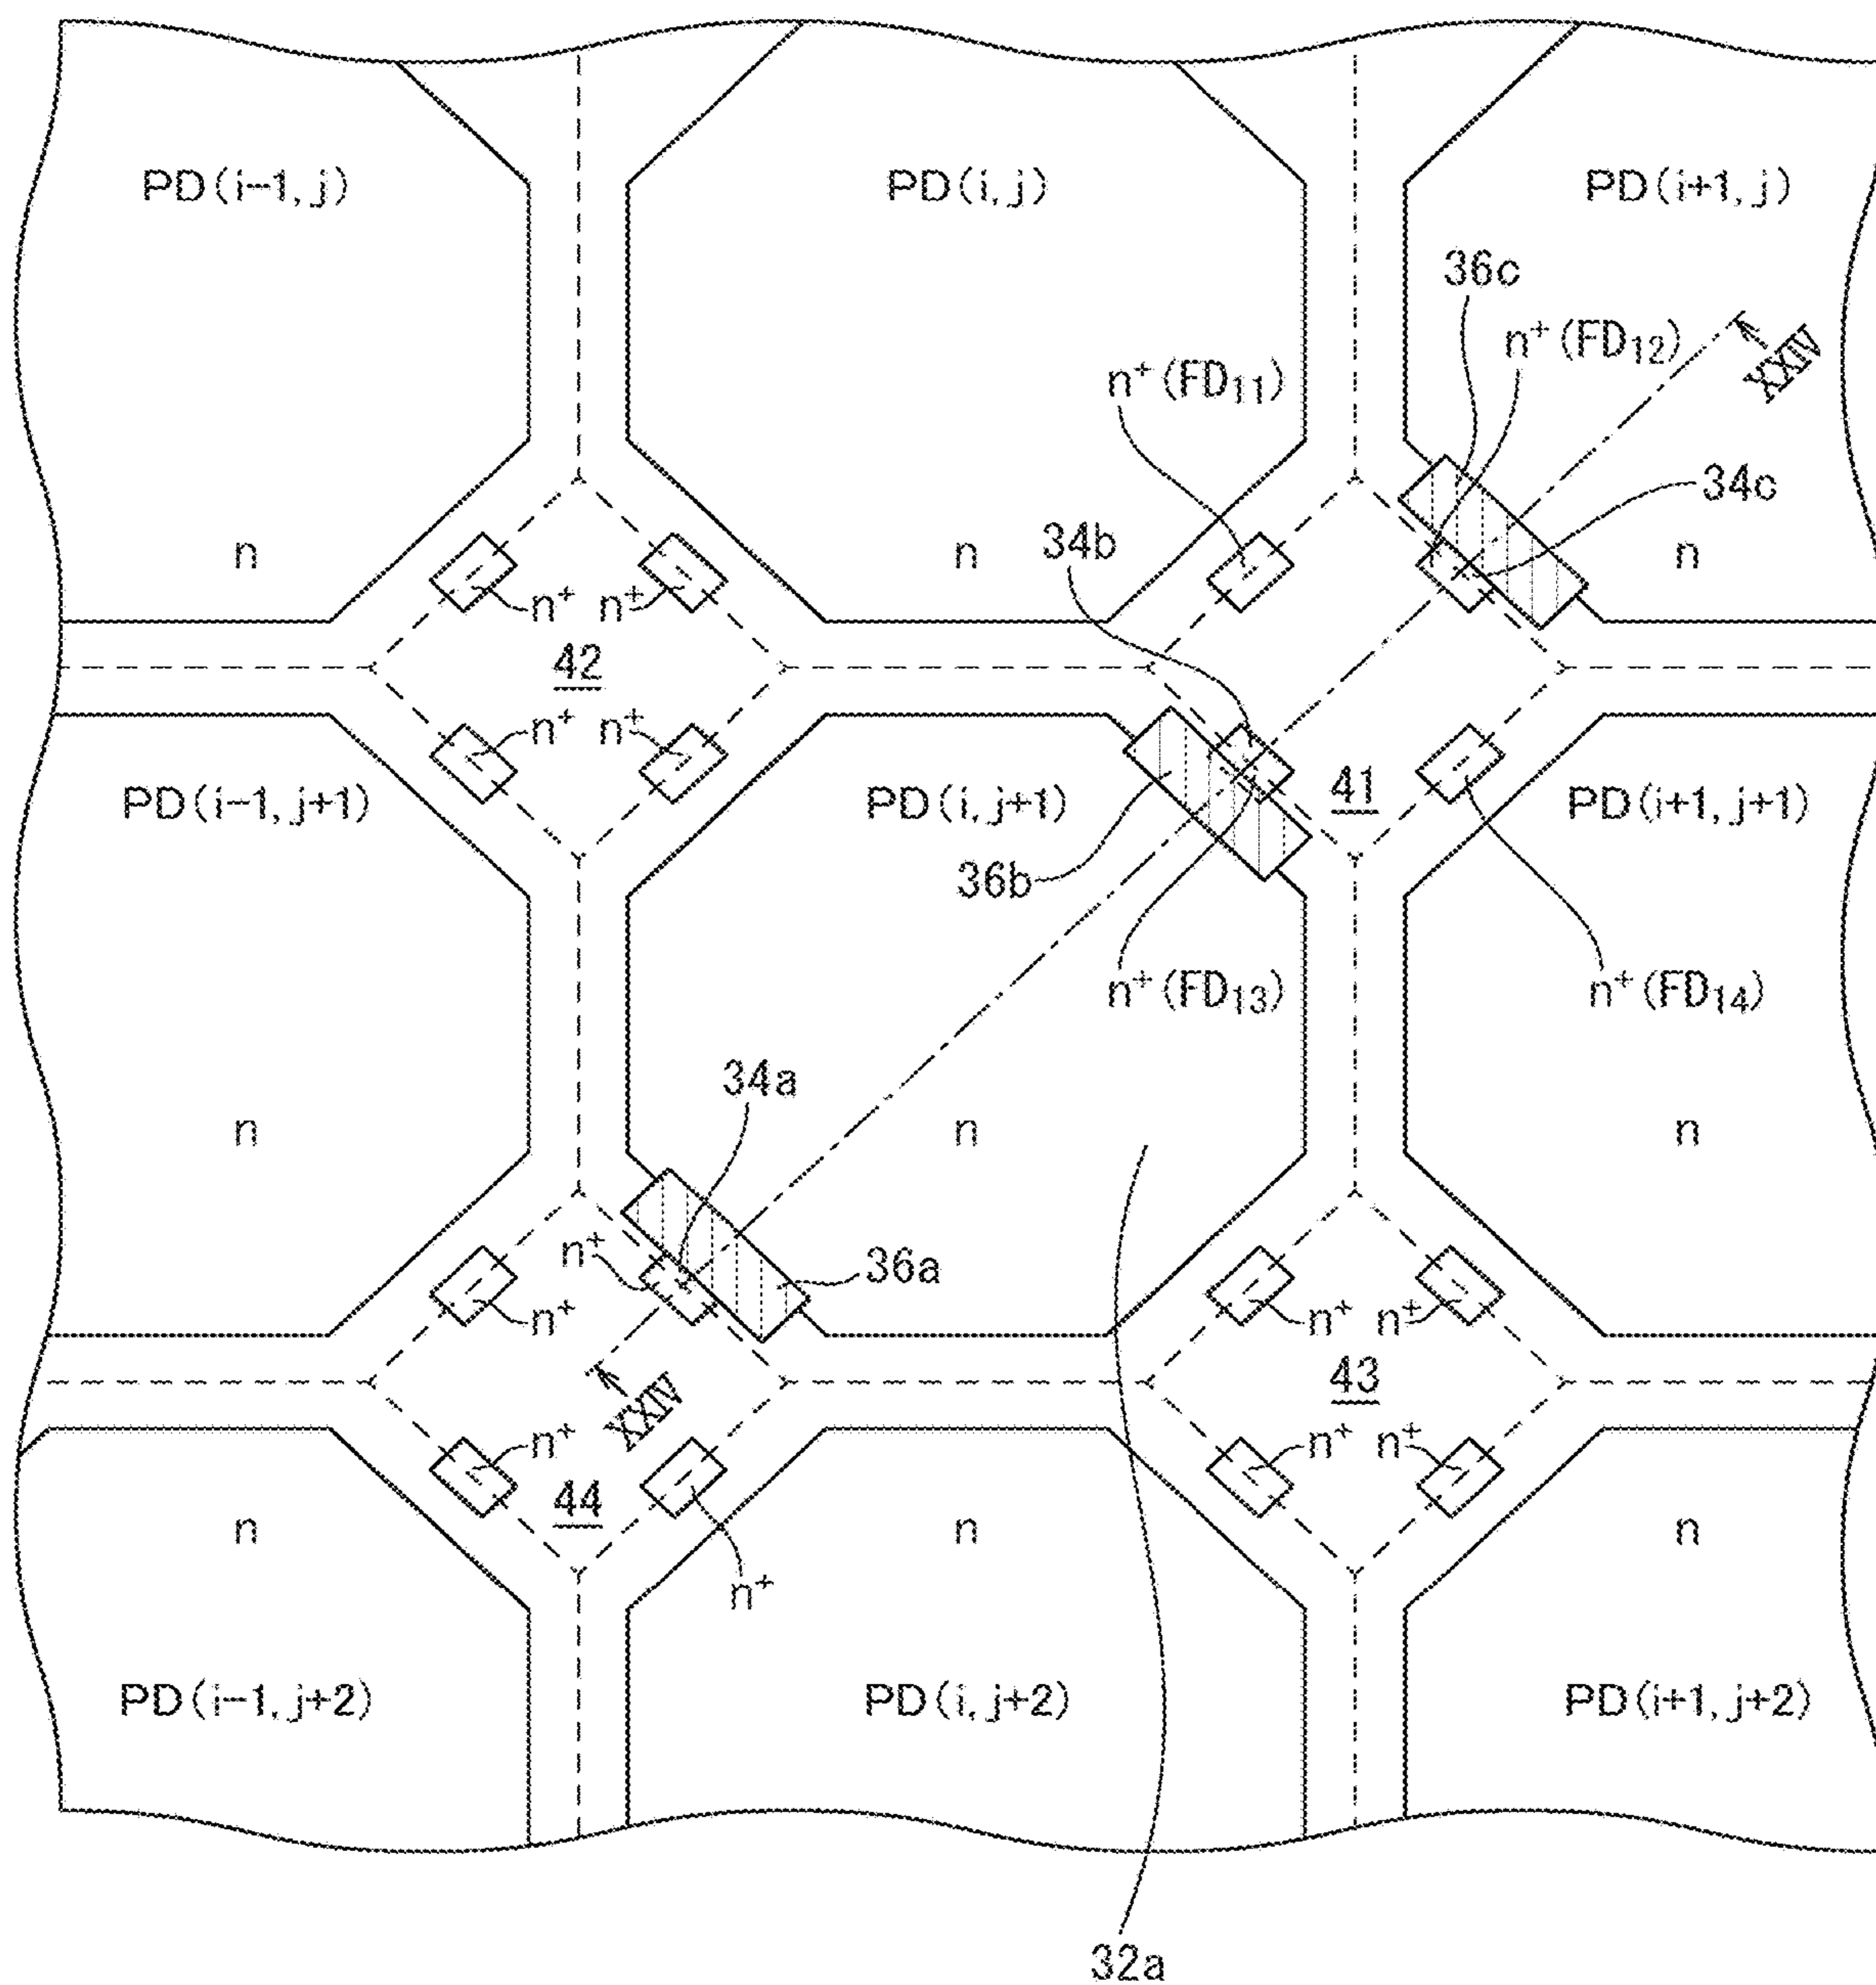 PD(i-1, j) PD(i, j) PD(i+1, j)
36c
n⁺(FD₁₂)
XXIV
n⁺(FD₁₁)
34c
34b
n n n
n⁺ n⁺
42
n⁺ n⁺
41
PD(i-1, j+1) PD(i, j+1) PD(i+1, j+1)
36b
n⁺(FD₁₃) n⁺(FD₁₄)
34a
n n n
n⁺
36a
n⁺ n⁺ n⁺
43
XXIV
n⁺ n⁺ n⁺
44
n n n
n⁺
PD(i-1, j+2) PD(i, j+2) PD(i+1, j+2)
32a